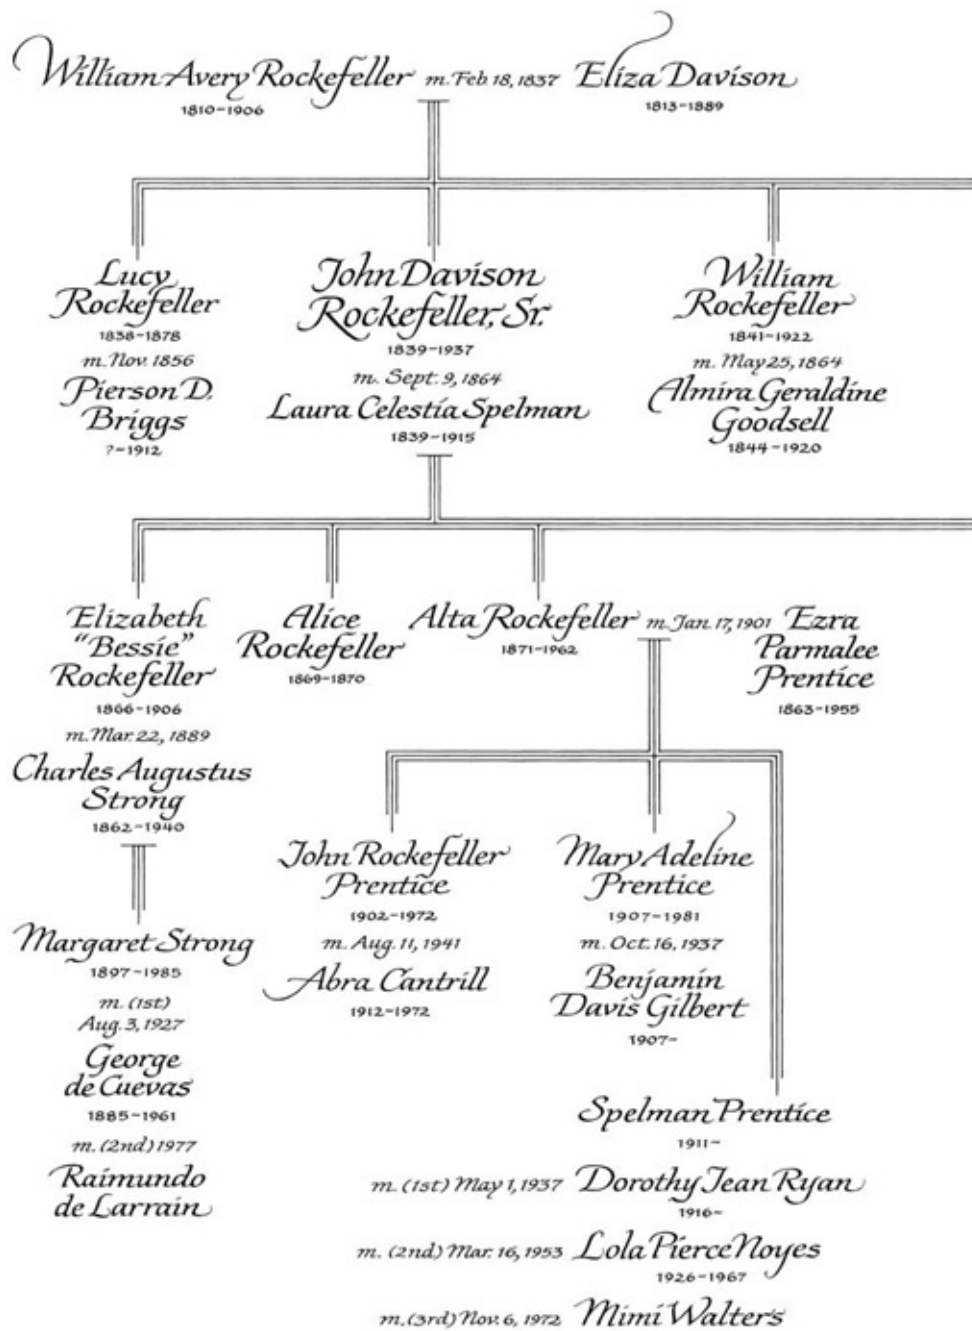 William Avery Rockefeller m. Feb. 18, 1837 Eliza Davison
1810-1906 1813-1889
Lucy
Rockefeller
1838-1878
m. Nov. 1856
Pierson D.
Briggs
?-1912
John Davison
Rockefeller, Sr.
1839-1937
m. Sept. 9, 1864
Laura Celestia Spelman
1839-1915
William
Rockefeller
1841-1922
m. May 25, 1864
Almira Geraldine
Goodsell
1844-1920
Elizabeth
"Bessie"
Rockefeller
1866-1906
m. Mar. 22, 1889
Charles Augustus
Strong
1862-1940
Margaret Strong
1897-1985
m. (1st)
Aug. 3, 1927
George
de Cuevas
1885-1961
m. (2nd) 1977
Raimundo
de Larrain
Alice
Rockefeller
1869-1870
Alta Rockefeller m. Jan. 17, 1901
1871-1962
Ezra
Parmalee
Prentice
1863-1955
John Rockefeller
Prentice
1902-1972
m. Aug. 11, 1941
Abra Cantrill
1912-1972
Mary Adeline
Prentice
1907-1981
m. Oct. 16, 1937
Benjamin
Davis Gilbert
1907-
Spelman Prentice
1911-
m. (1st) May 1, 1937 Dorothy Jean Ryan
1916-
m. (2nd) Mar. 16, 1953 Lola Pierce Noyes
1926-1967
m. (3rd) Nov. 6, 1972 Mimi Walters